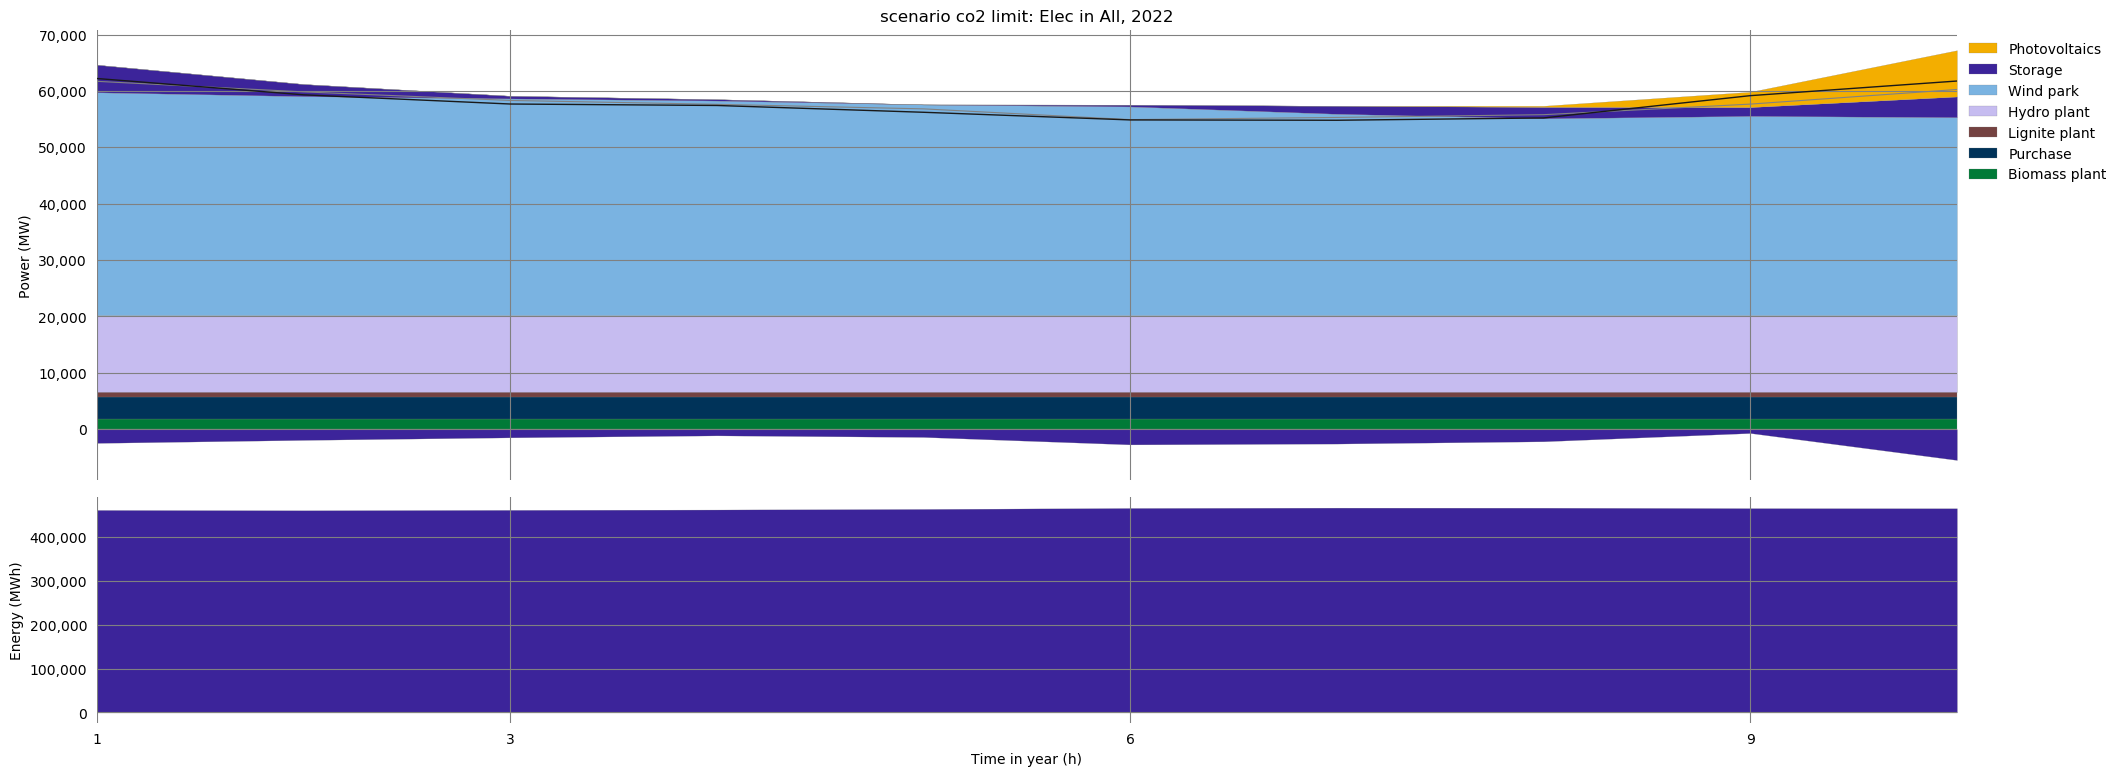 scenario co2 limit: Elec in All, 2022
70,000
60,000
50,000
40,000
30,000
20,000
10,000
0
Power (MW)
Photovoltaics
Storage
Wind park
Hydro plant
Lignite plant
Purchase
Biomass plant
400,000
300,000
200,000
100,000
0
Energy (MWh)
1
3
6
9
Time in year (h)